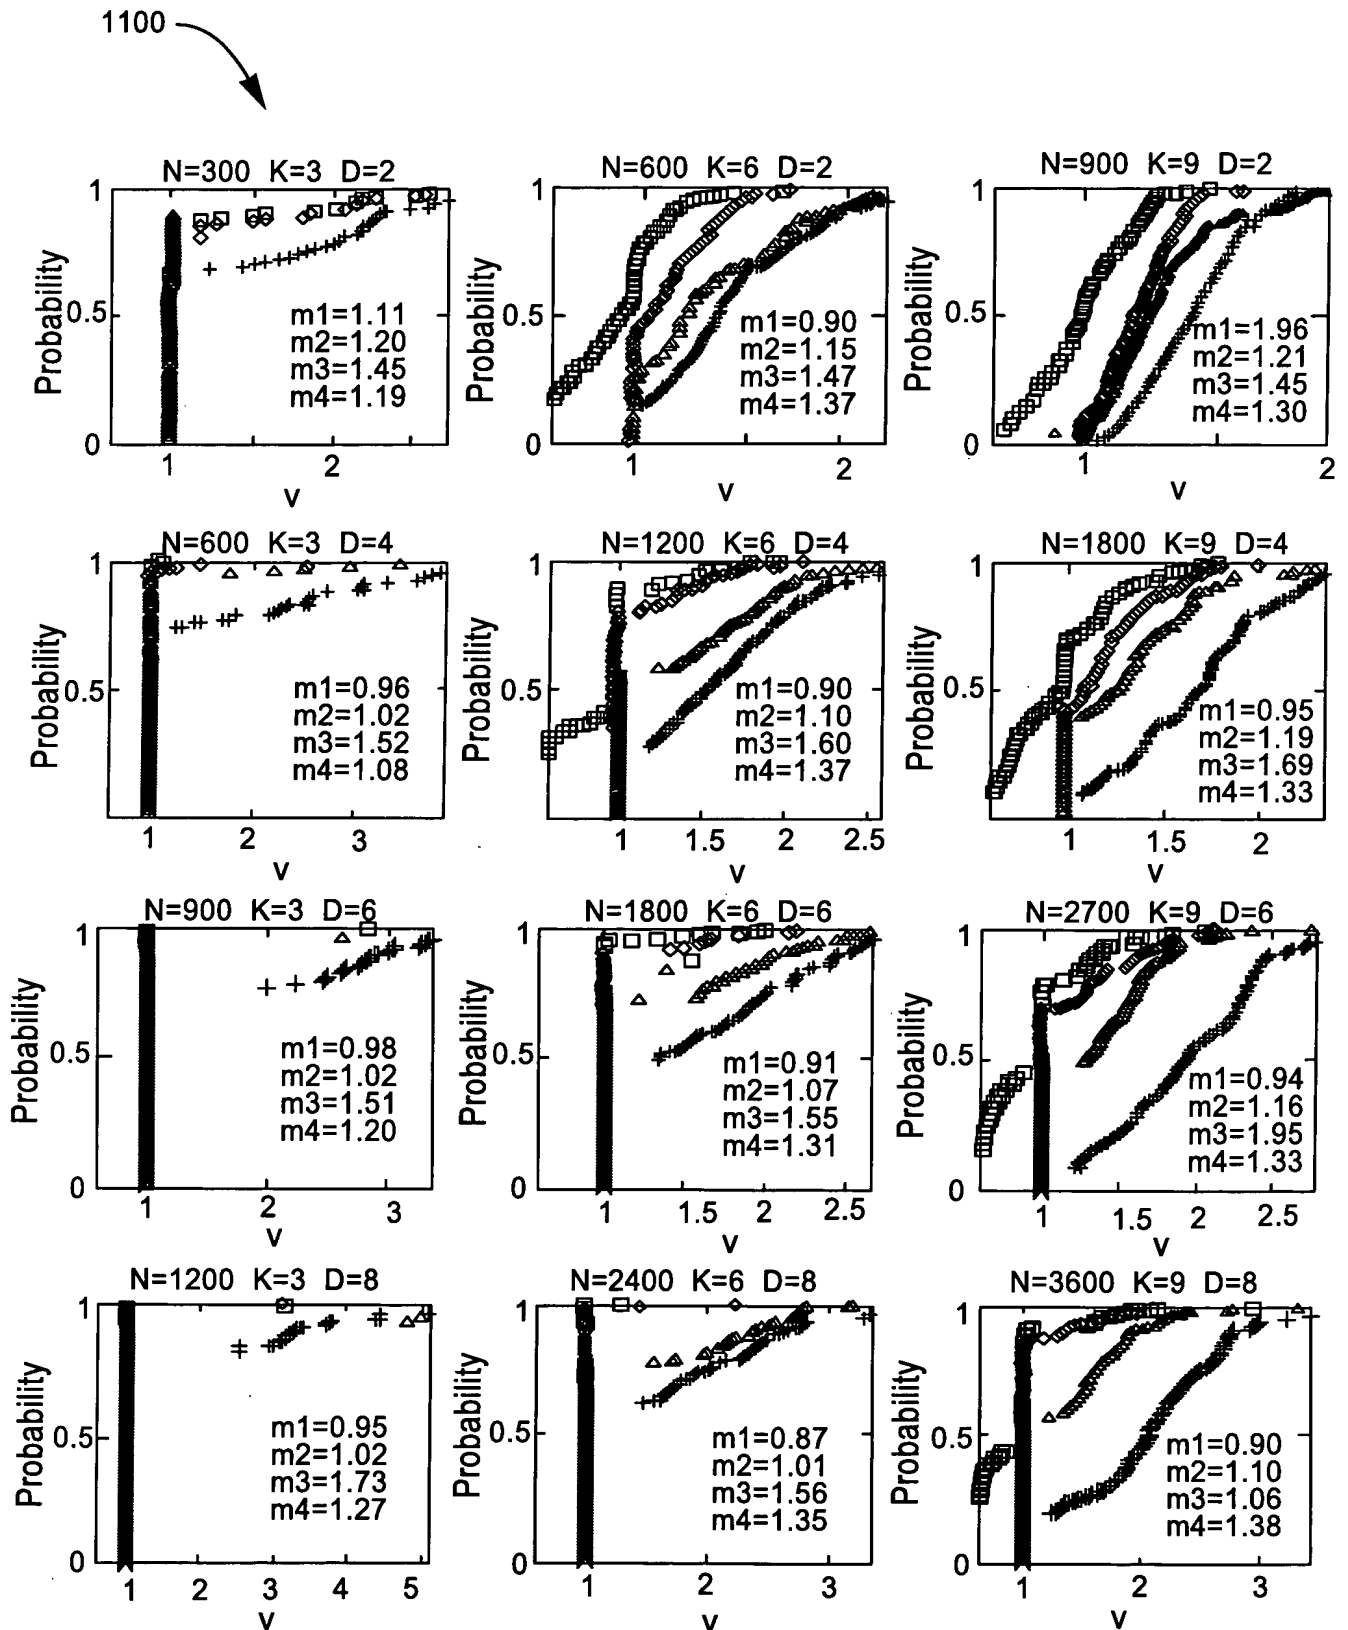 1100
N=300 K=3 D=2
Probability
1
0.5
0
m1=1.11
m2=1.20
m3=1.45
m4=1.19
1 2
v
N=600 K=6 D=2
Probability
1
0.5
0
m1=0.90
m2=1.15
m3=1.47
m4=1.37
1 2
v
N=900 K=9 D=2
Probability
1
0.5
0
m1=1.96
m2=1.21
m3=1.45
m4=1.30
1 2
v
N=600 K=3 D=4
Probability
1
0.5
m1=0.96
m2=1.02
m3=1.52
m4=1.08
1 2 3
v
N=1200 K=6 D=4
Probability
1
0.5
m1=0.90
m2=1.10
m3=1.60
m4=1.37
1 1.5 2 2.5
v
N=1800 K=9 D=4
Probability
1
0.5
m1=0.95
m2=1.19
m3=1.69
m4=1.33
1 1.5 2
v
N=900 K=3 D=6
Probability
1
0.5
0
m1=0.98
m2=1.02
m3=1.51
m4=1.20
2 3
v
N=1800 K=6 D=6
Probability
1
0.5
0
m1=0.91
m2=1.07
m3=1.55
m4=1.31
1 1.5 2 2.5
v
N=2700 K=9 D=6
Probability
1
0.5
0
m1=0.94
m2=1.16
m3=1.95
m4=1.33
1 1.5 2 2.5
v
N=1200 K=3 D=8
Probability
1
0.5
0
m1=0.95
m2=1.02
m3=1.73
m4=1.27
1 2 3 4 5
v
N=2400 K=6 D=8
Probability
1
0.5
0
m1=0.87
m2=1.01
m3=1.56
m4=1.35
1 2 3
v
N=3600 K=9 D=8
Probability
1
0.5
0
m1=0.90
m2=1.10
m3=1.06
m4=1.38
1 2 3
v